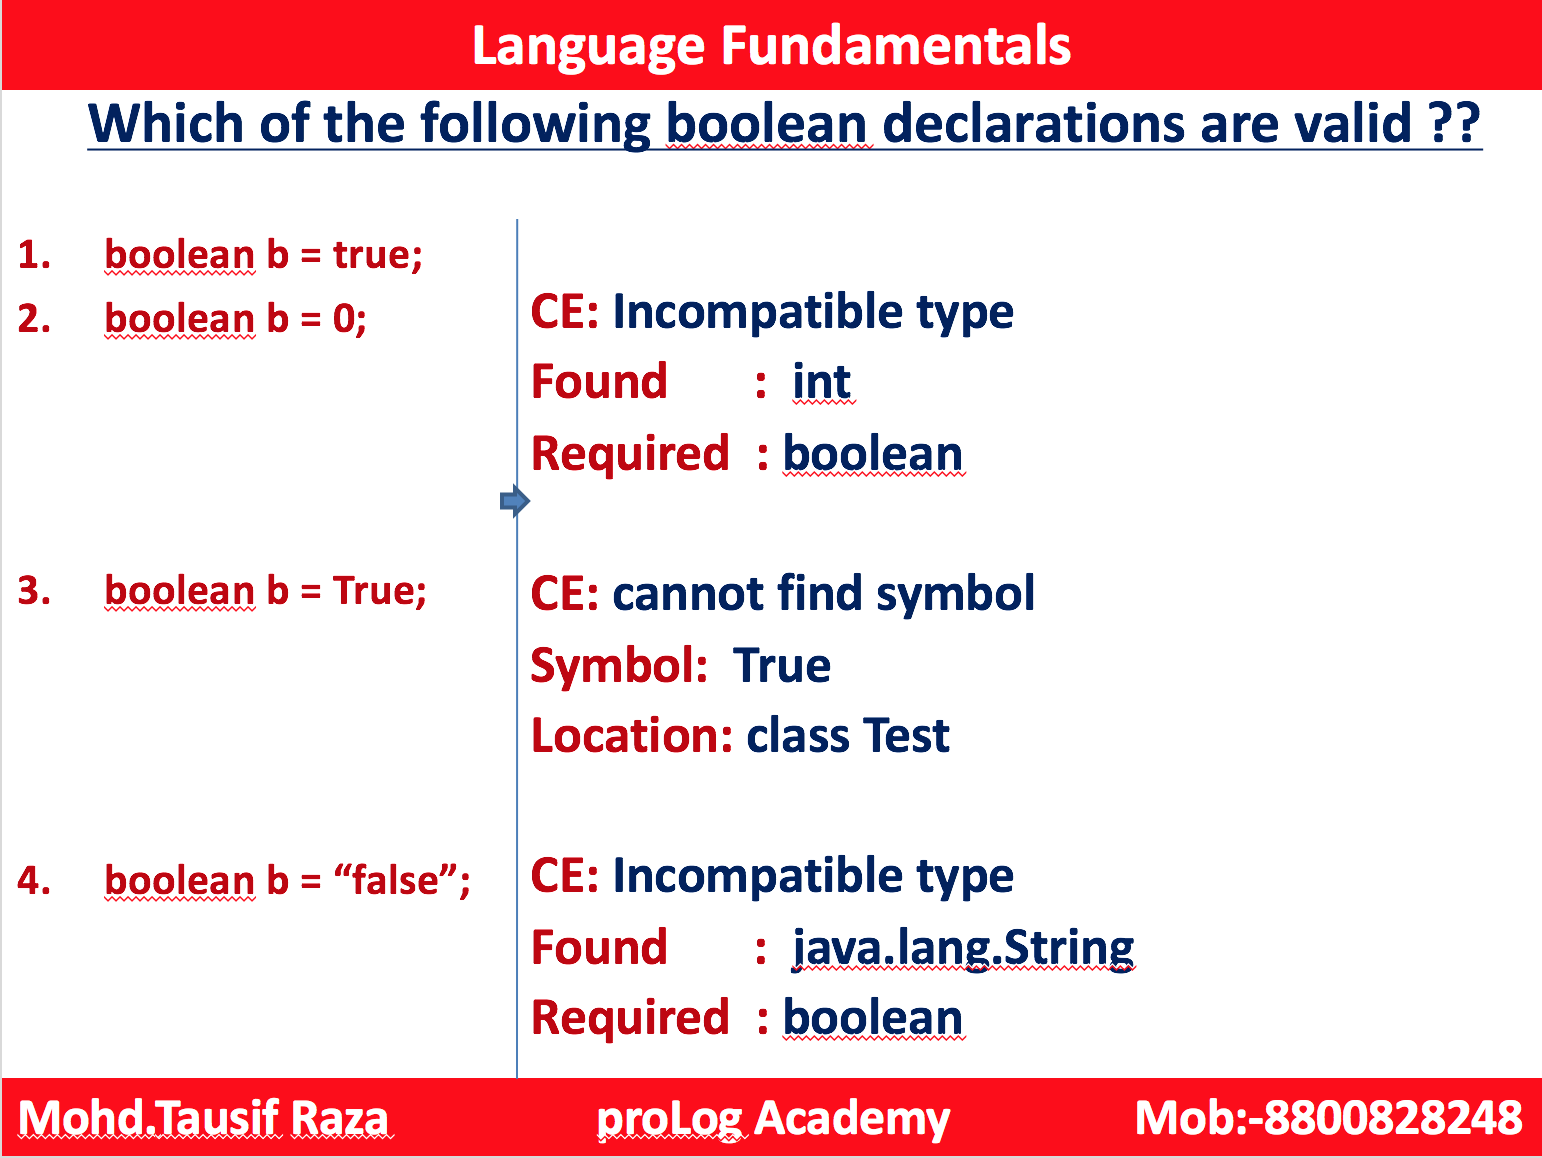 Language Fundamentals
Which of the following boolean declarations are valid ??
1. boolean b = true;
2. boolean b = 0;
CE: Incompatible type
Found : int
Required : boolean
3. boolean b = True;
CE: cannot find symbol
Symbol: True
Location: class Test
4. boolean b = “false”;
CE: Incompatible type
Found : java.lang.String
Required : boolean
Mohd.Tausif Raza proLog Academy Mob:-8800828248